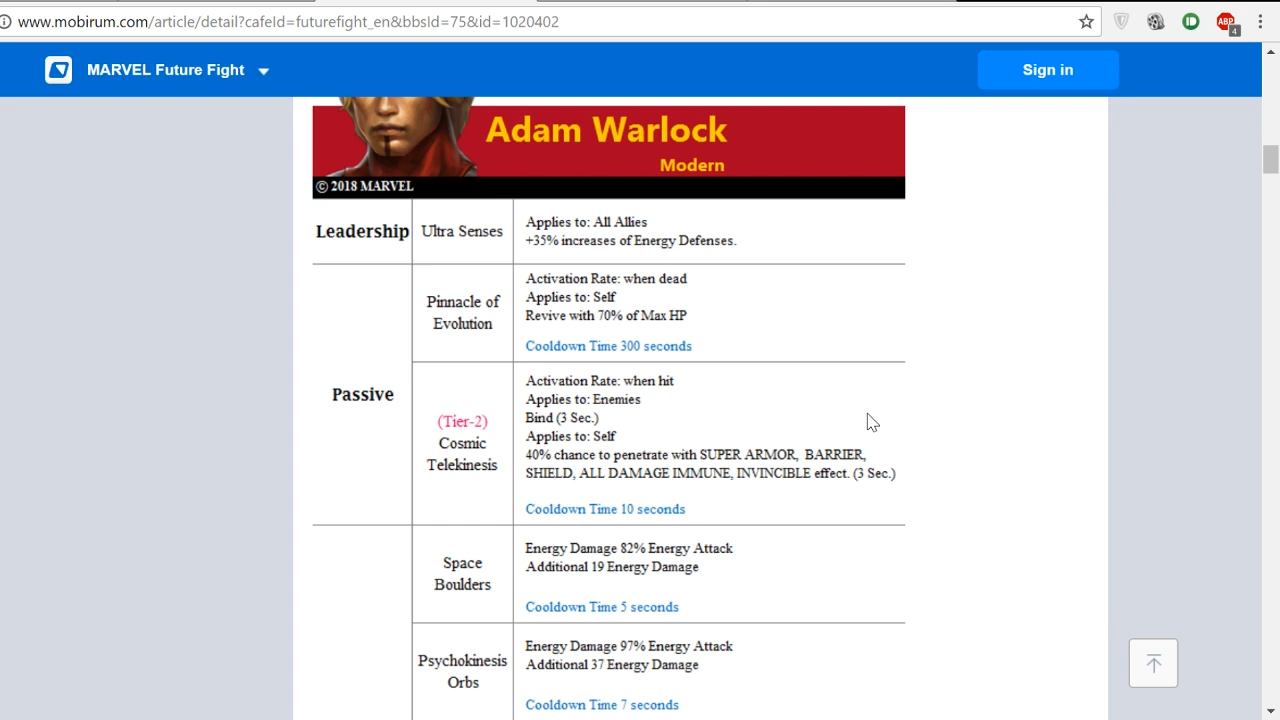 www.mobirum.com/article/detail?cafeId=futurefight_en&bbsId=75&id=1020402
ABP
4
MARVEL Future Fight
Sign in
Adam Warlock
Modern
© 2018 MARVEL
Leadership
Ultra Senses
Applies to: All Allies
+35% increases of Energy Defenses.
Passive
Pinnacle of
Evolution
Activation Rate: when dead
Applies to: Self
Revive with 70% of Max HP
Cooldown Time 300 seconds
(Tier-2)
Cosmic
Telekinesis
Activation Rate: when hit
Applies to: Enemies
Bind (3 Sec.)
Applies to: Self
40% chance to penetrate with SUPER ARMOR, BARRIER,
SHIELD, ALL DAMAGE IMMUNE, INVINCIBLE effect. (3 Sec.)
Cooldown Time 10 seconds
Space
Boulders
Energy Damage 82% Energy Attack
Additional 19 Energy Damage
Cooldown Time 5 seconds
Psychokinesis
Orbs
Energy Damage 97% Energy Attack
Additional 37 Energy Damage
Cooldown Time 7 seconds